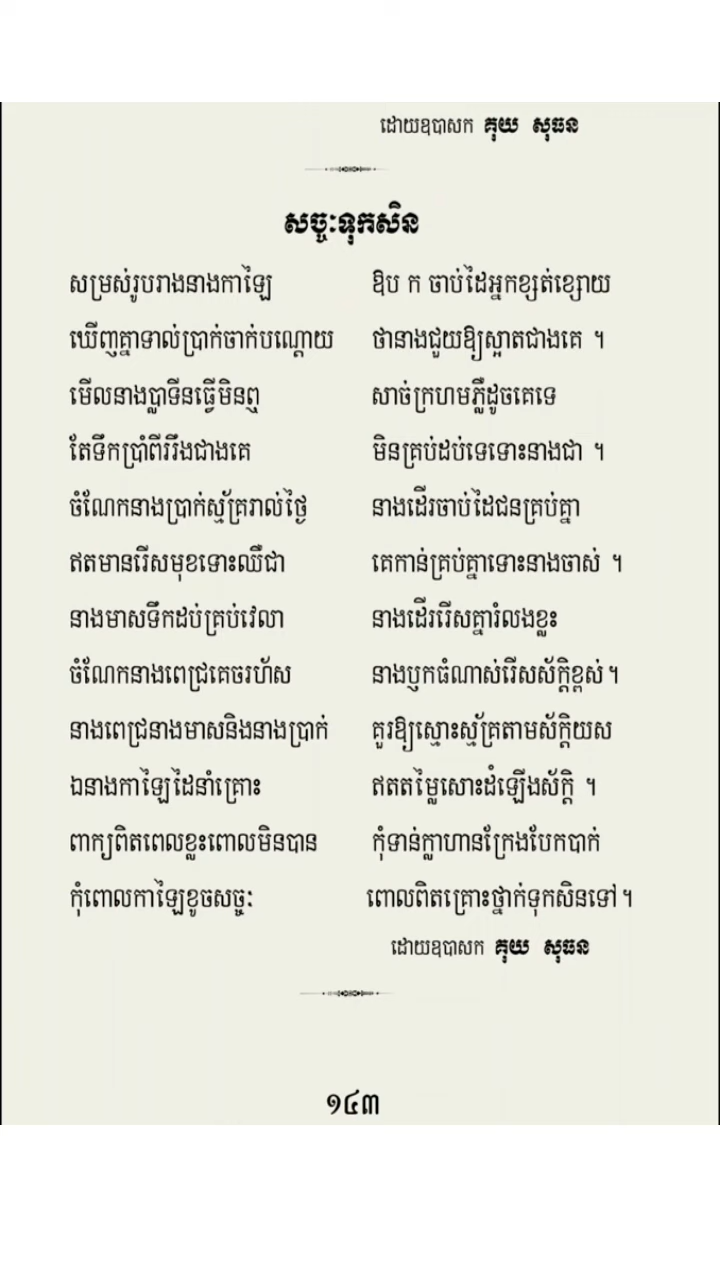 ដោយឧបាសក គុយ សុធន
សច្ចៈទុកសិន
សម្រស់រូបរាងនាងកាឡៃ ឱប ក ចាប់ដៃអ្នកខ្សត់ខ្សោយ
ឃើញគ្នាទាល់ប្រាក់ចាក់បណ្ដោយ ថានាងជួយឱ្យស្អាតជាងគេ ។
មើលនាងប្លាទីនធ្វើមិនឮ សាច់ក្រហមភ្លឺដូចគេទេ
តែទឹកប្រាំពីររឹងជាងគេ មិនគ្រប់ដប់ទេទោះនាងជា ។
ចំណែកនាងប្រាក់ស្ម័គ្ររាល់ថ្ងៃ នាងដើរចាប់ដៃជនគ្រប់គ្នា
ឥតមានរើសមុខទោះឈឺជា គេកាន់គ្រប់គ្នាទោះនាងចាស់ ។
នាងមាសទឹកដប់គ្រប់វេលា នាងដើររើសគ្នារំលងខ្លះ
ចំណែកនាងពេជ្រគេចរហ័ស នាងប្ញកធំណាស់រើសស័ក្ដិខ្ពស់។
នាងពេជ្រនាងមាសនិងនាងប្រាក់ គួរឱ្យស្មោះស្ម័គ្រតាមស័ក្ដិយស
ឯនាងកាឡៃដៃនាំគ្រោះ ឥតតម្លៃសោះដំឡើងស័ក្ដិ ។
ពាក្យពិតពេលខ្លះពោលមិនបាន កុំទាន់ក្លាហានក្រែងបែកបាក់
កុំពោលកាឡៃខូចសច្ចៈ ពោលពិតគ្រោះថ្នាក់ទុកសិនទៅ។
ដោយឧបាសក គុយ សុធន
១៤៣